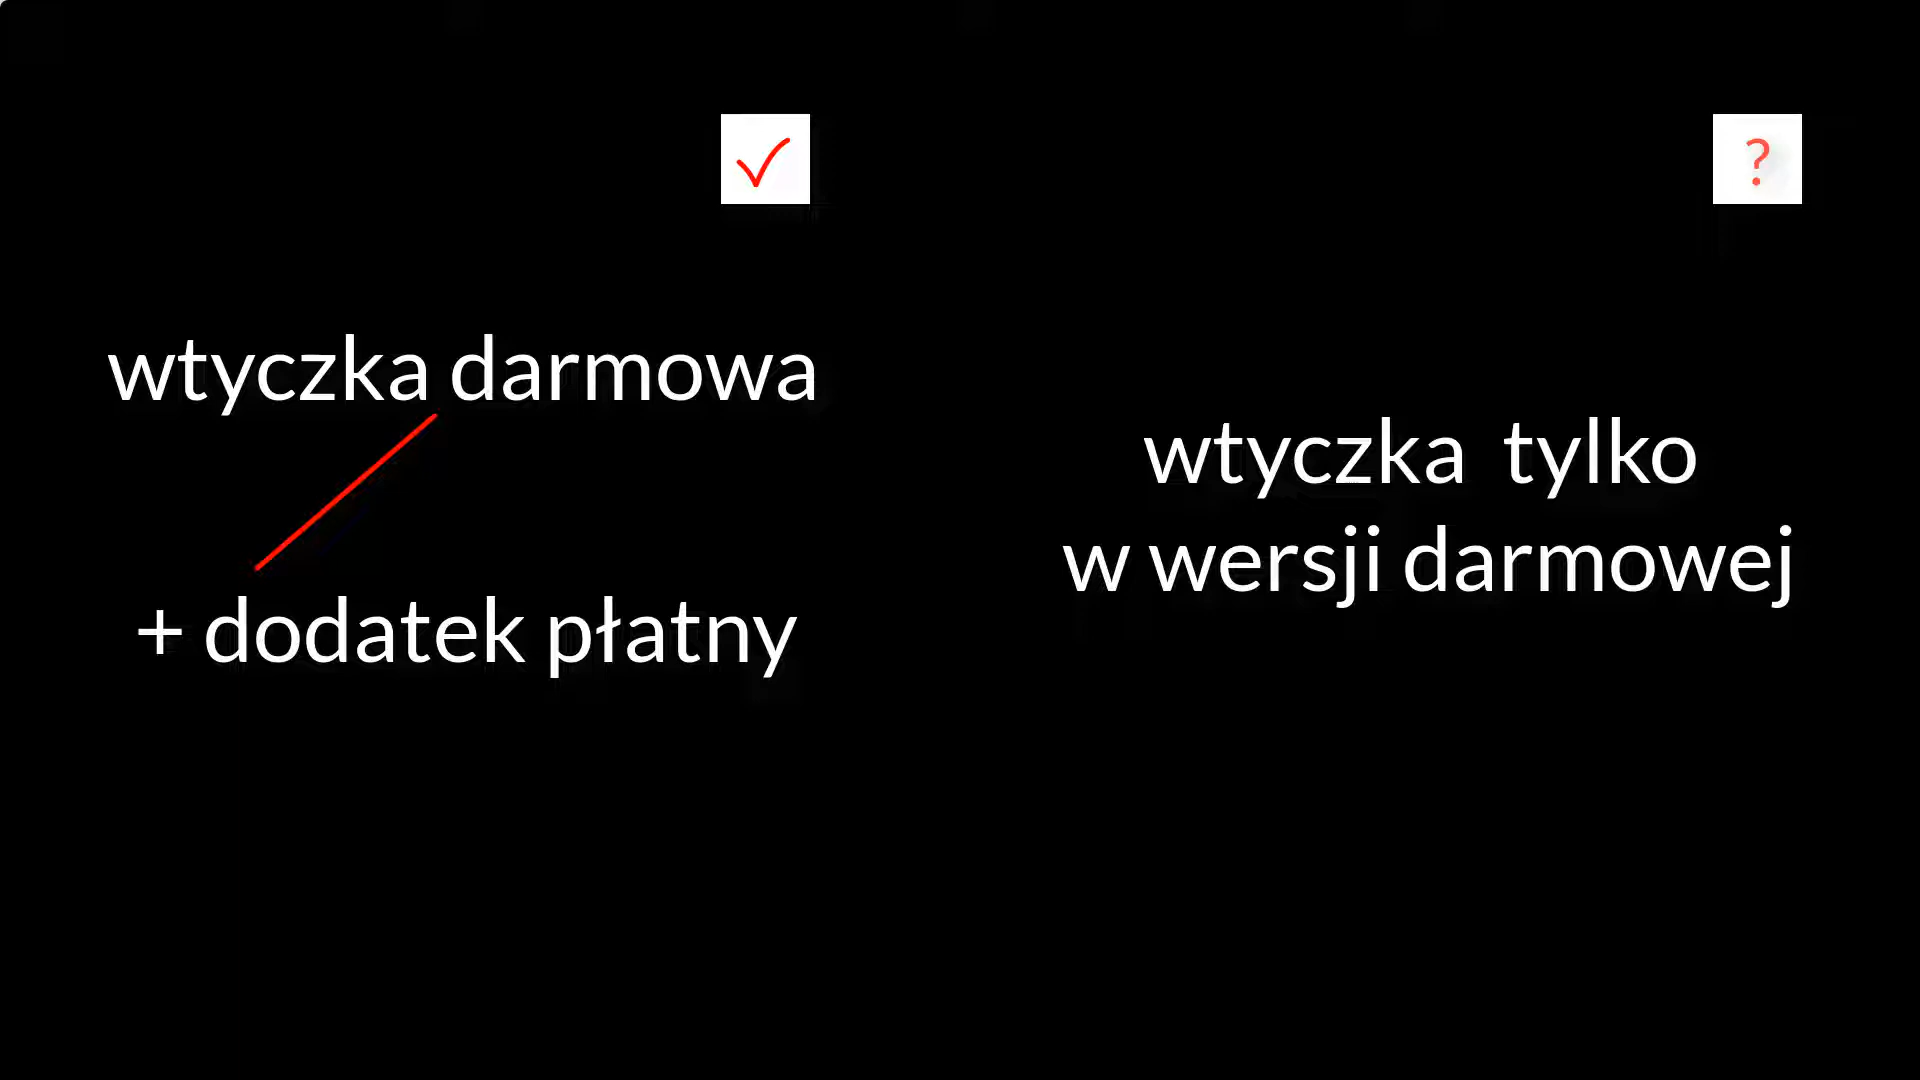 ?
wtyczka darmowa
+ dodatek płatny
wtyczka tylko
w wersji darmowej